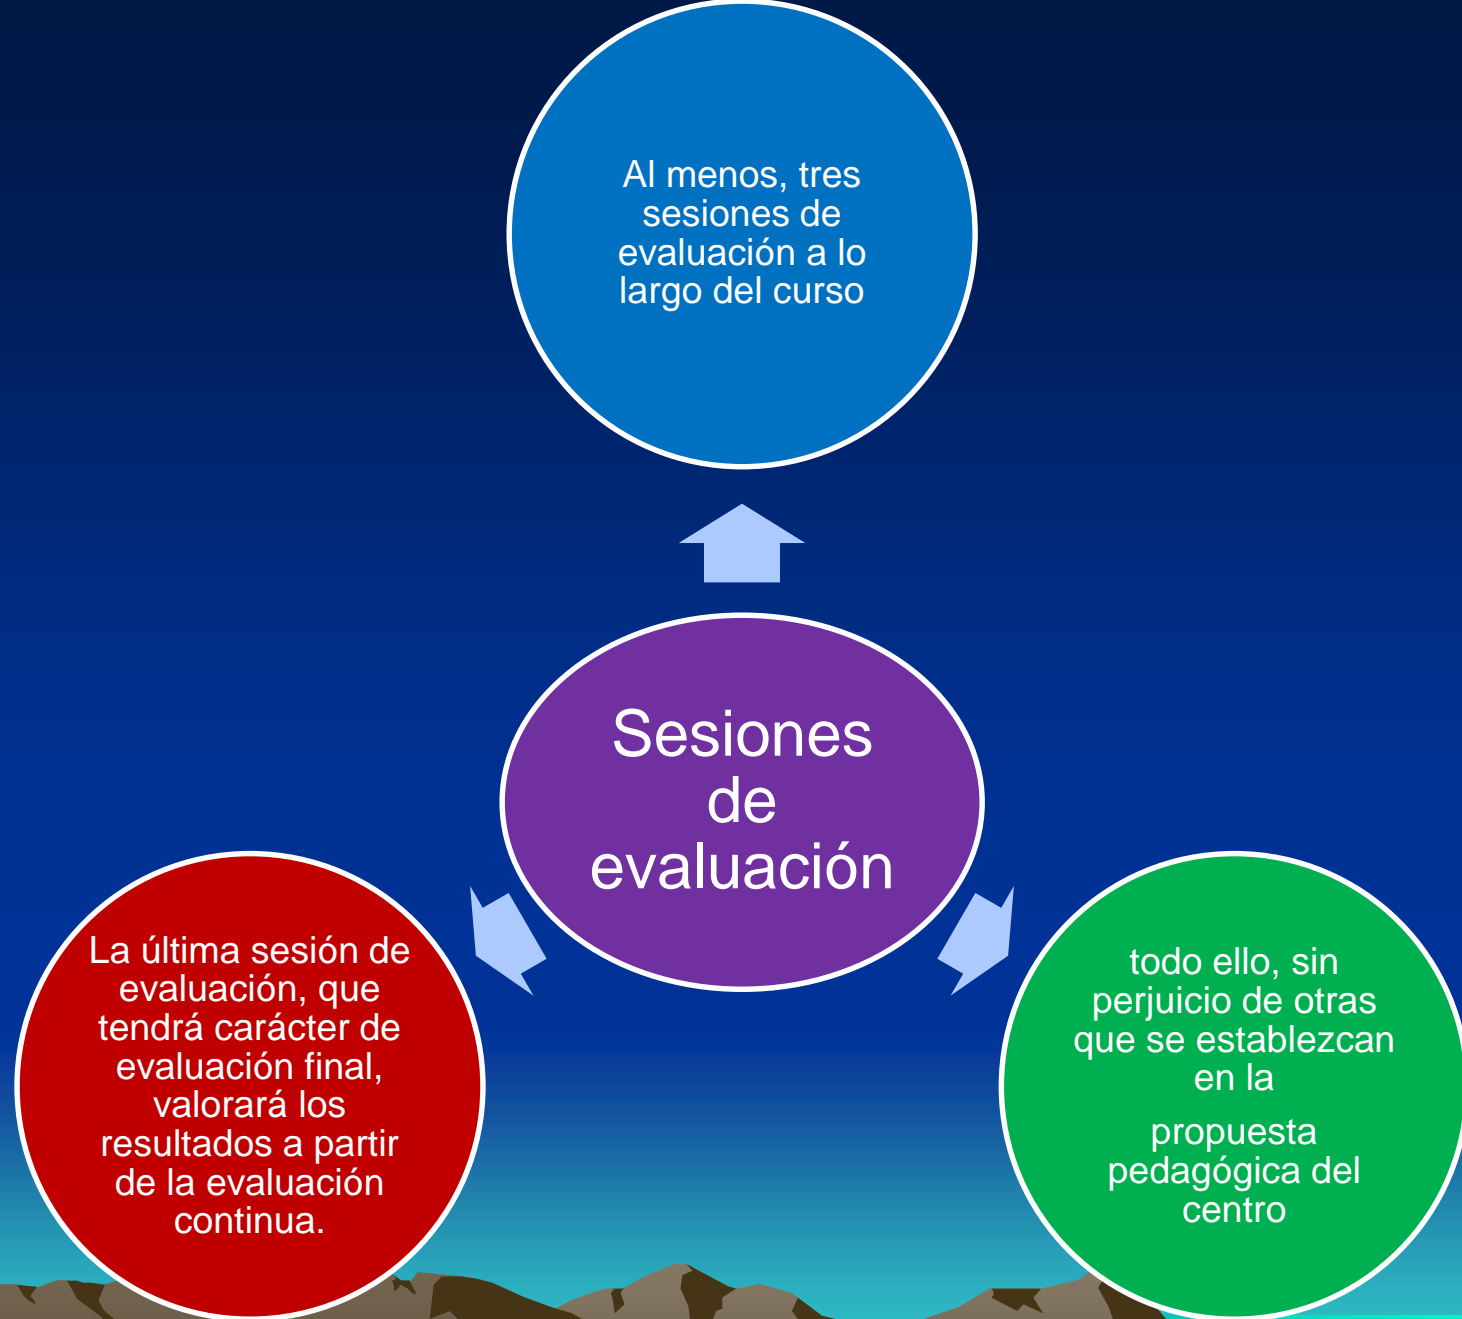 Al menos, tres
sesiones de
evaluación a lo
largo del curso
Sesiones
de
evaluación
La última sesión de
evaluación, que
tendrá carácter de
evaluación final,
valorará los
resultados a partir
de la evaluación
continua.
todo ello, sin
perjuicio de otras
que se establezcan
en la
propuesta
pedagógica del
centro